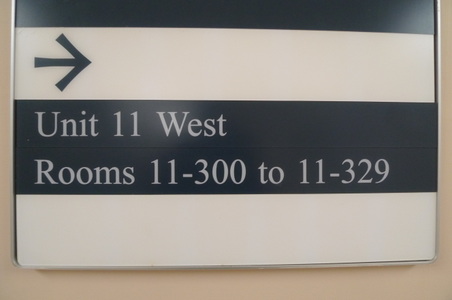 Unit 11 West
Rooms 11-300 to 11-329